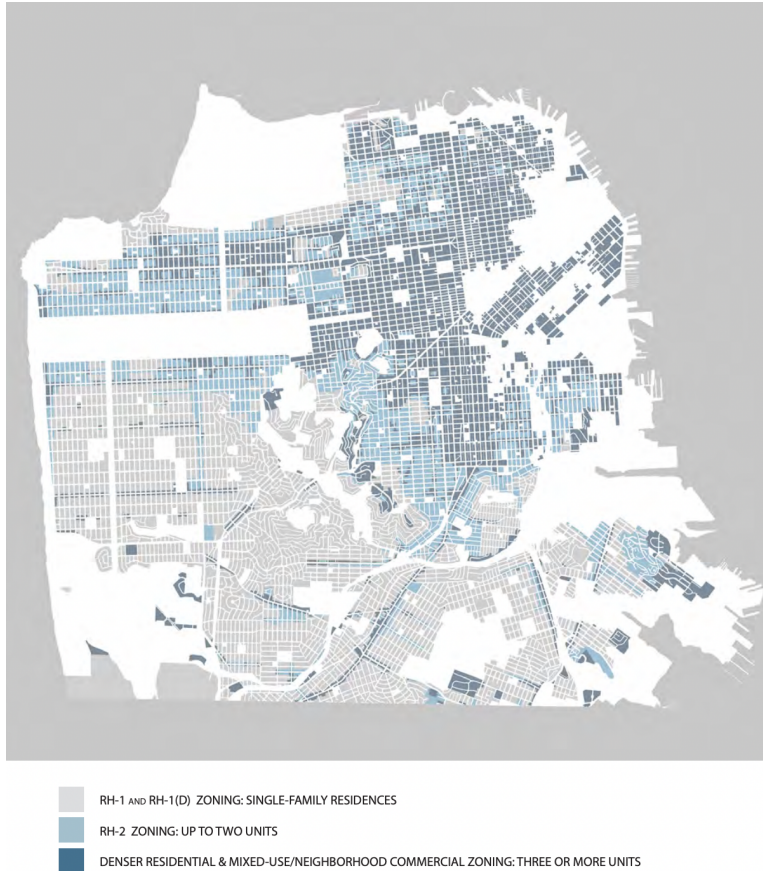 RH-1 AND RH-1(D) ZONING: SINGLE-FAMILY RESIDENCES
RH-2 ZONING: UP TO TWO UNITS
DENSER RESIDENTIAL & MIXED-USE/NEIGHBORHOOD COMMERCIAL ZONING: THREE OR MORE UNITS